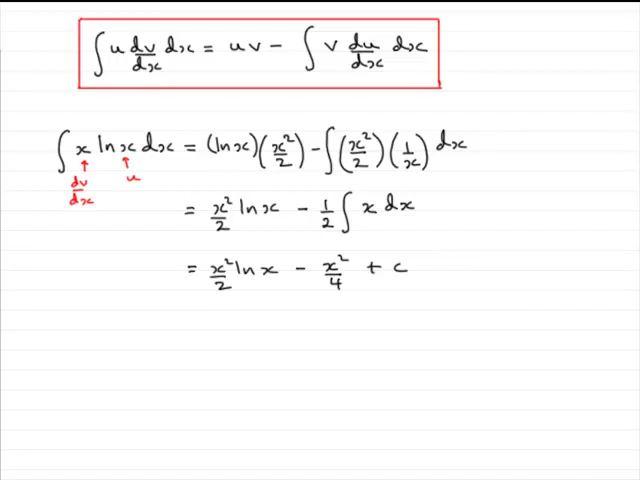 ∫ u dv/dx dx = uv − ∫ v du/dx dx
∫ x ln x dx = (ln x)(x²/2) − ∫(x²/2)(1/x) dx
dv/dx u
= x²/2 ln x − 1/2 ∫ x dx
= x²/2 ln x − x²/4 + c